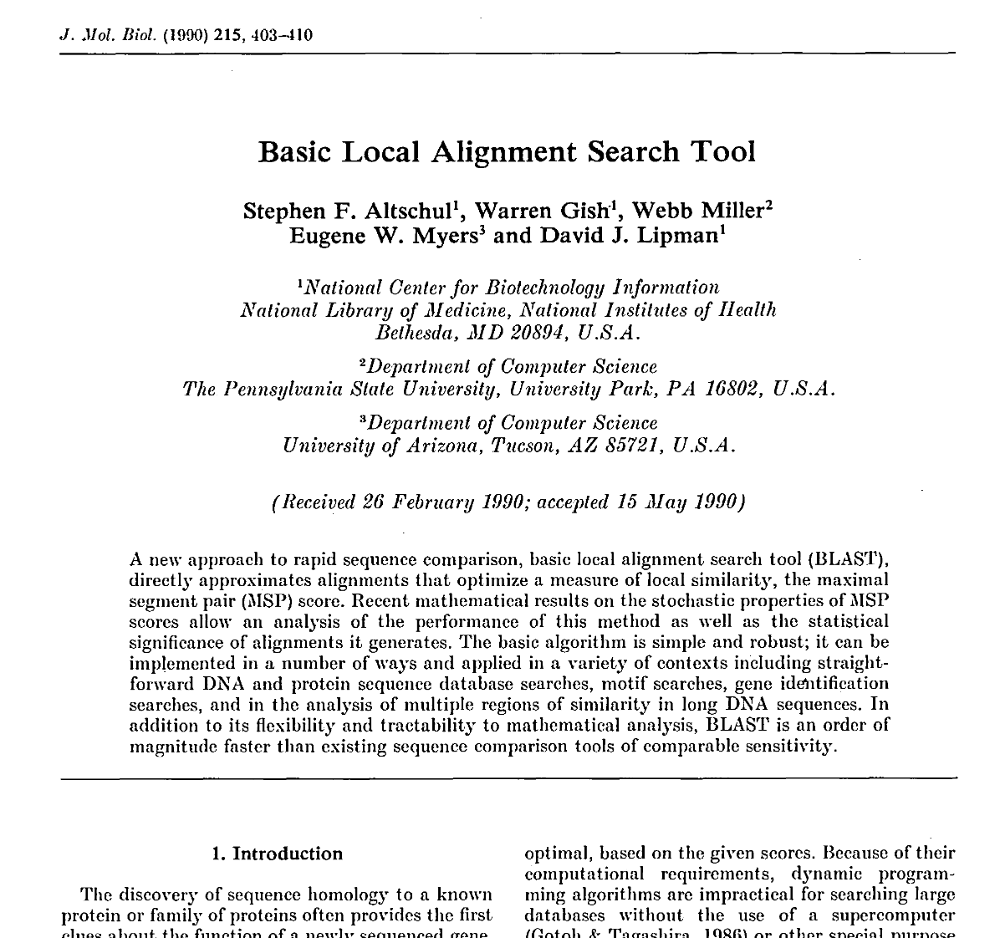 J. Mol. Biol. (1990) 215, 403–410
Basic Local Alignment Search Tool
Stephen F. Altschul¹, Warren Gish¹, Webb Miller²
Eugene W. Myers³ and David J. Lipman¹
¹National Center for Biotechnology Information
National Library of Medicine, National Institutes of Health
Bethesda, MD 20894, U.S.A.
²Department of Computer Science
The Pennsylvania State University, University Park, PA 16802, U.S.A.
³Department of Computer Science
University of Arizona, Tucson, AZ 85721, U.S.A.
(Received 26 February 1990; accepted 15 May 1990)
A new approach to rapid sequence comparison, basic local alignment search tool (BLAST),
directly approximates alignments that optimize a measure of local similarity, the maximal
segment pair (MSP) score. Recent mathematical results on the stochastic properties of MSP
scores allow an analysis of the performance of this method as well as the statistical
significance of alignments it generates. The basic algorithm is simple and robust; it can be
implemented in a number of ways and applied in a variety of contexts including straight-
forward DNA and protein sequence database searches, motif searches, gene identification
searches, and in the analysis of multiple regions of similarity in long DNA sequences. In
addition to its flexibility and tractability to mathematical analysis, BLAST is an order of
magnitude faster than existing sequence comparison tools of comparable sensitivity.
1. Introduction
The discovery of sequence homology to a known
protein or family of proteins often provides the first
clues about the function of a newly sequenced gene.
optimal, based on the given scores. Because of their
computational requirements, dynamic program-
ming algorithms are impractical for searching large
databases without the use of a supercomputer
(Gotoh & Tagashira, 1986) or other special purpose